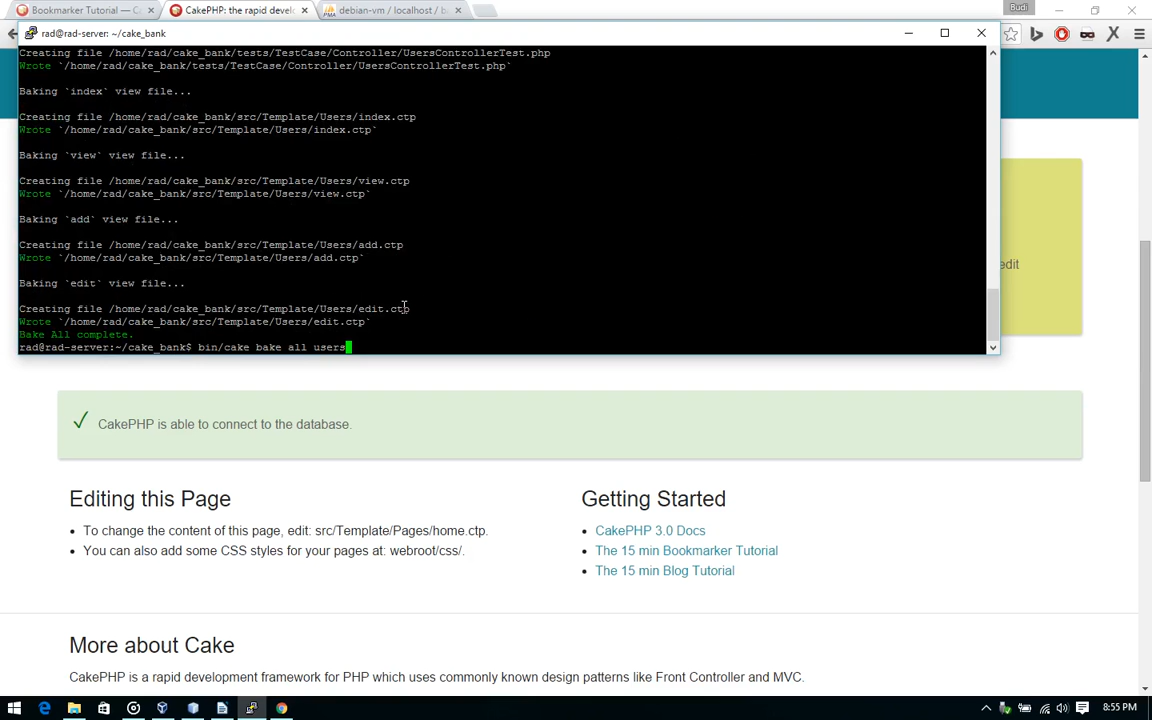 Bookmarker Tutorial —
CakePHP: the rapid devel
debian-vm / localhost / b
Budi
rad@rad-server: ~/cake_bank
Creating file /home/rad/cake_bank/tests/TestCase/Controller/UsersControllerTest.php
Wrote `/home/rad/cake_bank/tests/TestCase/Controller/UsersControllerTest.php`
Baking `index` view file...
Creating file /home/rad/cake_bank/src/Template/Users/index.ctp
Wrote `/home/rad/cake_bank/src/Template/Users/index.ctp`
Baking `view` view file...
Creating file /home/rad/cake_bank/src/Template/Users/view.ctp
Wrote `/home/rad/cake_bank/src/Template/Users/view.ctp`
Baking `add` view file...
Creating file /home/rad/cake_bank/src/Template/Users/add.ctp
Wrote `/home/rad/cake_bank/src/Template/Users/add.ctp`
Baking `edit` view file...
Creating file /home/rad/cake_bank/src/Template/Users/edit.ctp
Wrote `/home/rad/cake_bank/src/Template/Users/edit.ctp`
Bake All complete.
rad@rad-server:~/cake_bank$ bin/cake bake all users
edit
CakePHP is able to connect to the database.
Editing this Page
• To change the content of this page, edit: src/Template/Pages/home.ctp.
• You can also add some CSS styles for your pages at: webroot/css/.
Getting Started
• CakePHP 3.0 Docs
• The 15 min Bookmarker Tutorial
• The 15 min Blog Tutorial
More about Cake
CakePHP is a rapid development framework for PHP which uses commonly known design patterns like Front Controller and MVC.
8:55 PM